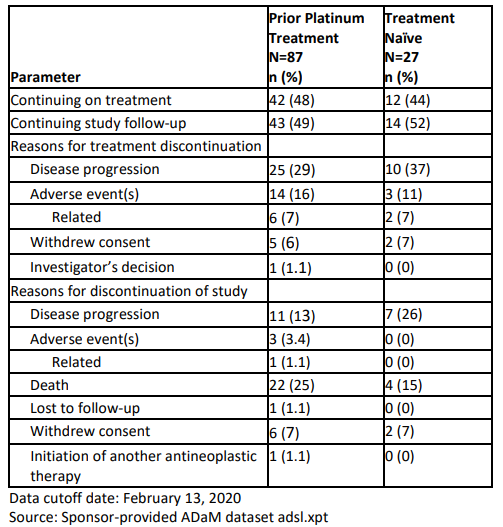 Parameter Prior Platinum Treatment N=87 n (%) Treatment Naïve N=27 n (%)
Continuing on treatment 42 (48) 12 (44)
Continuing study follow-up 43 (49) 14 (52)
Reasons for treatment discontinuation
Disease progression 25 (29) 10 (37)
Adverse event(s) 14 (16) 3 (11)
Related 6 (7) 2 (7)
Withdrew consent 5 (6) 2 (7)
Investigator’s decision 1 (1.1) 0 (0)
Reasons for discontinuation of study
Disease progression 11 (13) 7 (26)
Adverse event(s) 3 (3.4) 0 (0)
Related 1 (1.1) 0 (0)
Death 22 (25) 4 (15)
Lost to follow-up 1 (1.1) 0 (0)
Withdrew consent 6 (7) 2 (7)
Initiation of another antineoplastic 1 (1.1) 0 (0)
therapy
Data cutoff date: February 13, 2020
Source: Sponsor-provided ADaM dataset adsl.xpt